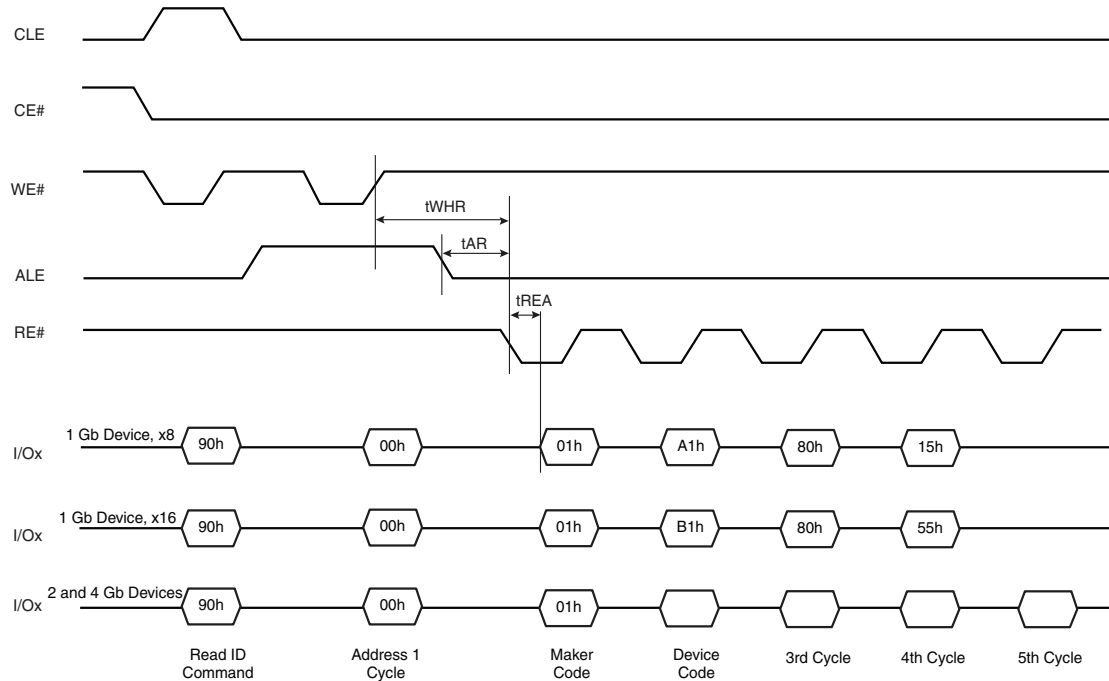 CLE
CE#
WE#
tWHR
tAR
ALE
tREA
RE#
1 Gb Device, x8
I/Ox 90h 00h 01h A1h 80h 15h
1 Gb Device, x16
I/Ox 90h 00h 01h B1h 80h 55h
2 and 4 Gb Devices
I/Ox 90h 00h 01h
Read ID Command
Address 1 Cycle
Maker Code
Device Code
3rd Cycle
4th Cycle
5th Cycle